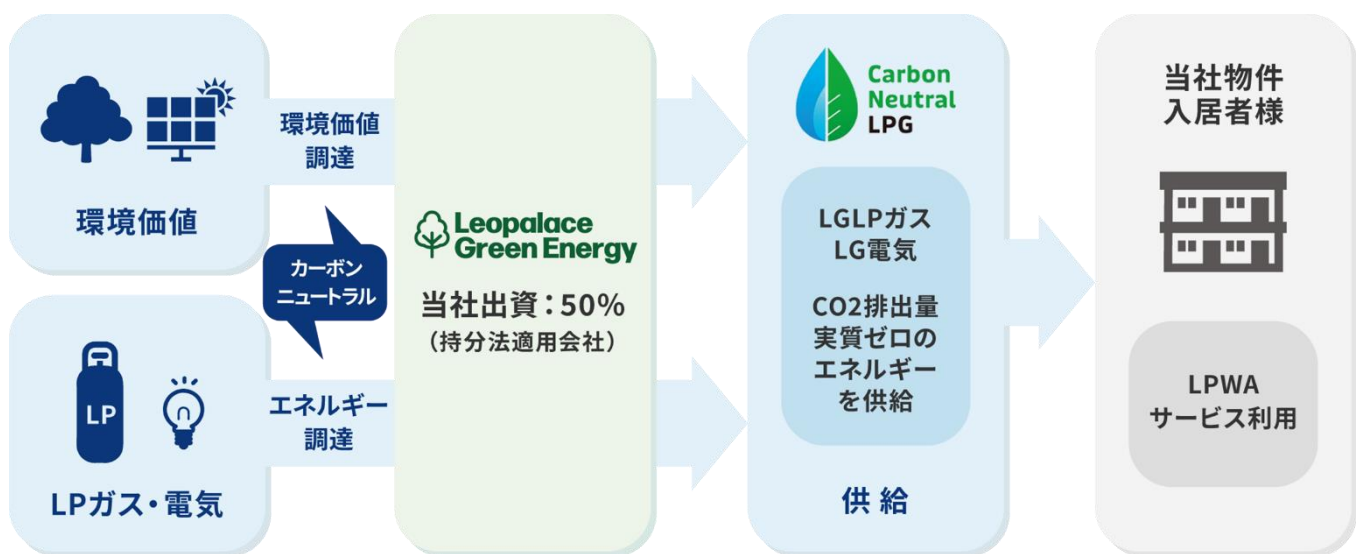 環境価値
環境価値
調達
カーボン
ニュートラル
LP
LPガス・電気
エネルギー
調達
Leopalace
Green Energy
当社出資：50%
（持分法適用会社）
Carbon
Neutral
LPG
LGLPガス
LG電気
CO2排出量
実質ゼロの
エネルギー
を供給
供給
当社物件
入居者様
LPWA
サービス利用